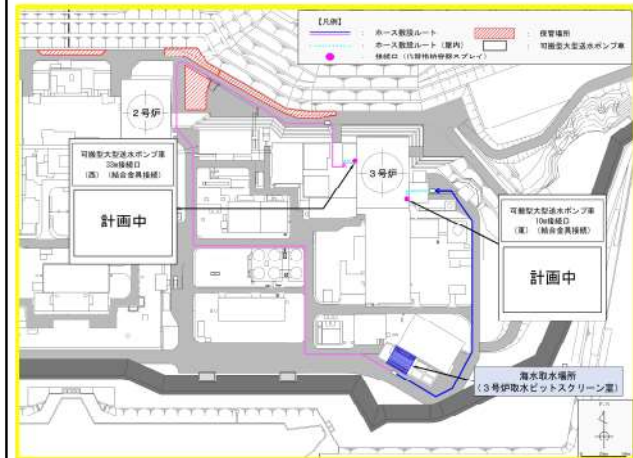 【凡例】
： ホース敷設ルート
： 保管場所
： ホース敷設ルート（屋内）
： 可搬型大型送水ポンプ車
： 接続口（代替格納容器スプレイ）
2号炉
3号炉
可搬型大型送水ポンプ車
33m接続口
（西）（結合金具接続）
計画中
可搬型大型送水ポンプ車
10m接続口
（東）（結合金具接続）
計画中
海水取水場所
（3号炉取水ピットスクリーン室）